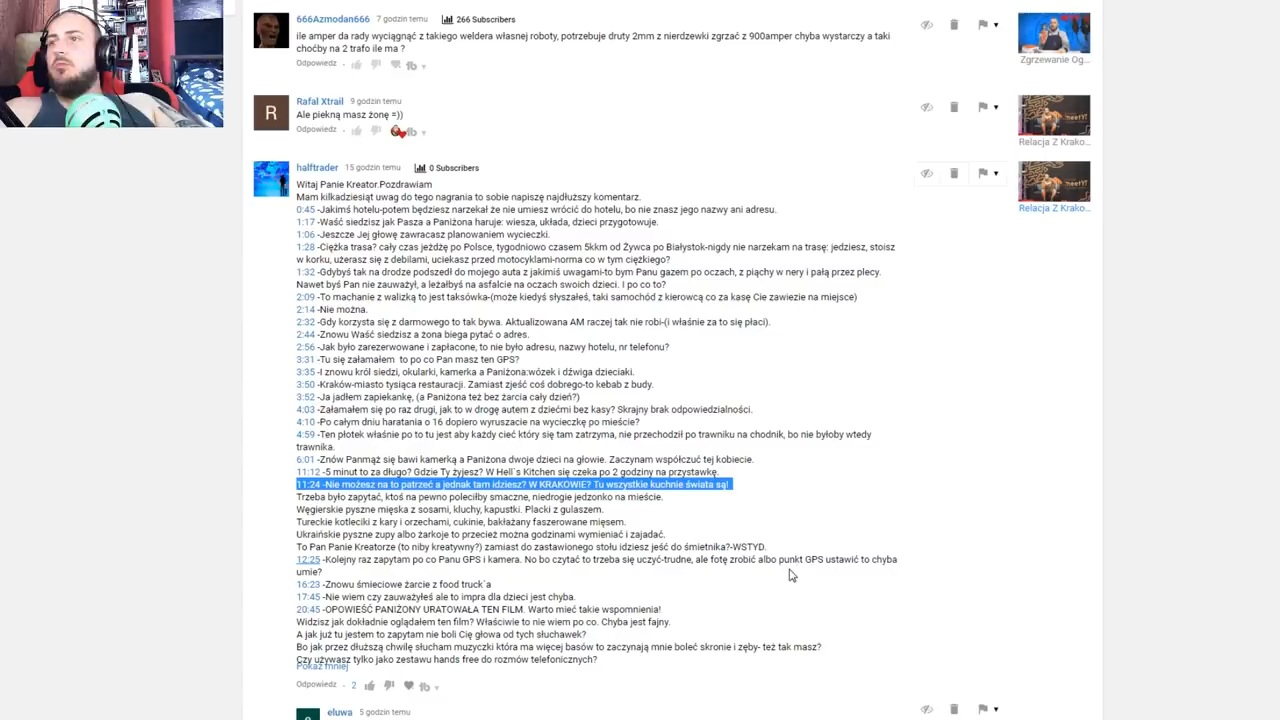 666Azmodan666 7 godzin temu 266 Subscribers
ile amper da rady wyciągnąć z takiego weldera własnej roboty, potrzebuje druty 2mm z nierdzewki zgrzać z 900amper chyba wystarczy a taki
choćby na 2 trafo ile ma ?
Odpowiedz
Zgrzewanie Og...
Rafal Xtrail 9 godzin temu
R
Ale piekną masz żonę =))
Odpowiedz
Relacja Z Krako...
halftrader 15 godzin temu 0 Subscribers
Witaj Panie Kreator.Pozdrawiam
Mam kilkadziesiąt uwag do tego nagrania to sobie napiszę najdłuższy komentarz.
0:45 -Jakimś hotelu-potem będziesz narzekał że nie umiesz wrócić do hotelu, bo nie znasz jego nazwy ani adresu.
Relacja Z Krako...
1:17 -Waść siedzisz jak Pasza a Paniżona haruje: wiesza, układa, dzieci przygotowuje.
1:06 -Jeszcze Jej głowę zawracasz planowaniem wycieczki.
1:28 -Ciężka trasa? cały czas jeżdżę po Polsce, tygodniowo czasem 5kkm od Żywca po Białystok-nigdy nie narzekam na trasę: jedziesz, stoisz
w korku, użerasz się z debilami, uciekasz przed motocyklami-norma co w tym ciężkiego?
1:32 -Gdybyś tak na drodze podszedł do mojego auta z jakimiś uwagami-to bym Panu gazem po oczach, z piąchy w nery i pałą przez plecy.
Nawet byś Pan nie zauważył, a leżałbyś na asfalcie na oczach swoich dzieci. I po co to?
2:09 -To machanie z walizką to jest taksówka-(może kiedyś słyszałeś, taki samochód z kierowcą co za kasę Cie zawiezie na miejsce)
2:14 -Nie można.
2:32 -Gdy korzysta się z darmowego to tak bywa. Aktualizowana AM raczej tak nie robi-(i właśnie za to się płaci).
2:44 -Znowu Waść siedzisz a żona biega pytać o adres.
2:56 -Jak było zarezerwowane i zapłacone, to nie było adresu, nazwy hotelu, nr telefonu?
3:31 -Tu się załamałem to po co Pan masz ten GPS?
3:35 -I znowu król siedzi, okularki, kamerka a Paniżona:wózek i dźwiga dzieciaki.
3:50 -Kraków-miasto tysiąca restauracji. Zamiast zjeść coś dobrego-to kebab z budy.
3:52 -Ja jadłem zapiekankę, (a Paniżona też bez żarcia cały dzień?)
4:03 -Załamałem się po raz drugi, jak to w drogę autem z dziećmi bez kasy? Skrajny brak odpowiedzialności.
4:10 -Po całym dniu haratania o 16 dopiero wyruszacie na wycieczkę po mieście?
4:59 -Ten płotek właśnie po to tu jest aby każdy cieć który się tam zatrzyma, nie przechodził po trawniku na chodnik, bo nie byłoby wtedy
trawnika.
6:01 -Znów Panmąż się bawi kamerką a Paniżona dwoje dzieci na głowie. Zaczynam współczuć tej kobiecie.
11:12 -5 minut to za długo? Gdzie Ty żyjesz? W Hell`s Kitchen się czeka po 2 godziny na przystawkę.
11:24 -Nie możesz na to patrzeć a jednak tam idziesz? W KRAKOWIE? Tu wszystkie kuchnie świata są!
Trzeba było zapytać, ktoś na pewno poleciłby smaczne, niedrogie jedzonko na mieście.
Węgierskie pyszne mięska z sosami, kluchy, kapustki. Placki z gulaszem.
Tureckie kotleciki z kary i orzechami, cukinie, bakłażany faszerowane mięsem.
Ukraińskie pyszne zupy albo żarkoje to przecież można godzinami wymieniać i zajadać.
To Pan Panie Kreatorze (to niby kreatywny?) zamiast do zastawionego stołu idziesz jeść do śmietnika?-WSTYD.
12:25 -Kolejny raz zapytam po co Panu GPS i kamera. No bo czytać to trzeba się uczyć-trudne, ale fotę zrobić albo punkt GPS ustawić to chyba
umie?
16:23 -Znowu śmieciowe żarcie z food truck`a
17:45 -Nie wiem czy zauważyłeś ale to impra dla dzieci jest chyba.
20:45 -OPOWIEŚĆ PANIŻONY URATOWAŁA TEN FILM. Warto mieć takie wspomnienia!
Widzisz jak dokładnie oglądałem ten film? Właściwie to nie wiem po co. Chyba jest fajny.
A jak już tu jestem to zapytam nie boli Cię głowa od tych słuchawek?
Bo jak przez dłuższą chwilę słucham muzyczki która ma więcej basów to zaczynają mnie boleć skronie i zęby- też tak masz?
Czy używasz tylko jako zestawu hands free do rozmów telefonicznych?
Pokaż mniej
Odpowiedz 2
eluwa 5 godzin temu